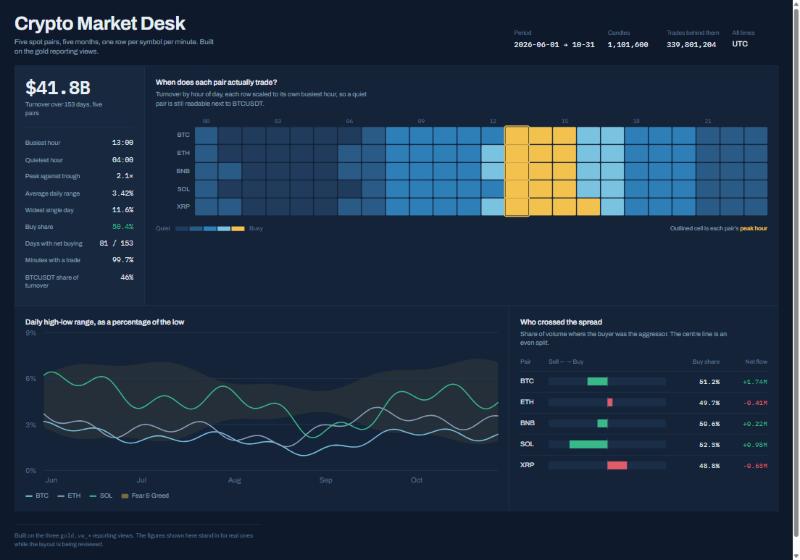 Crypto Market Desk
Five spot pairs, five months, one row per symbol per minute. Built
on the gold reporting views.
Period
Candles
Trades behind them
All times
2026-06-01 → 10-31
1,101,600
339,801,204
UTC
$41.8B
Turnover over 153 days, five
pairs
Busiest hour 13:00
Quietest hour 04:00
Peak against trough 2.1×
Average daily range 3.42%
Widest single day 11.6%
Buy share 50.4%
Days with net buying 81 / 153
Minutes with a trade 99.7%
BTCUSDT share of 46%
turnover
When does each pair actually trade?
Turnover by hour of day, each row scaled to its own busiest hour, so a quiet
pair is still readable next to BTCUSDT.
00 03 06 09 12 15 18 21
BTC
ETH
BNB
SOL
XRP
Quiet Busy
Outlined cell is each pair's peak hour
Daily high-low range, as a percentage of the low
9%
6%
3%
0%
Jun Jul Aug Sep Oct
BTC ETH SOL Fear & Greed
Who crossed the spread
Share of volume where the buyer was the aggressor. The centre line is an
even split.
Pair Sell ← → Buy Buy share Net flow
BTC 51.2% +1.74M
ETH 49.7% -0.41M
BNB 50.6% +0.22M
SOL 52.3% +0.98M
XRP 48.8% -0.65M
Built on the three gold.vw_* reporting views. The figures shown here stand in for real ones
while the layout is being reviewed.